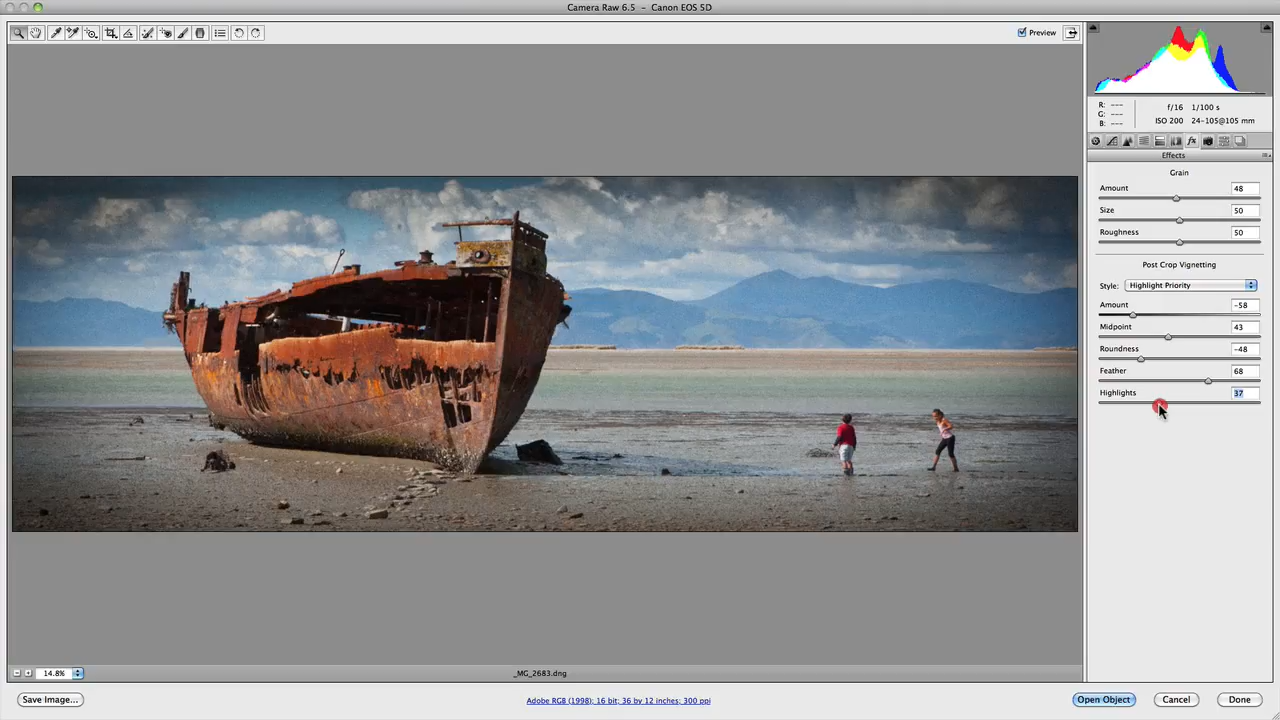 Camera Raw 6.5 - Canon EOS 5D
Preview
R: ---
G: ---
B: ---
f/16 1/100 s
ISO 200 24-105@105 mm
fx
Effects
Grain
Amount 48
Size 50
Roughness 50
Post Crop Vignetting
Style: Highlight Priority
Amount -58
Midpoint 43
Roundness -48
Feather 68
Highlights 37
14.8%
_MG_2683.dng
Save Image...
Adobe RGB (1998); 16 bit; 36 by 12 inches; 300 ppi
Open Object
Cancel
Done